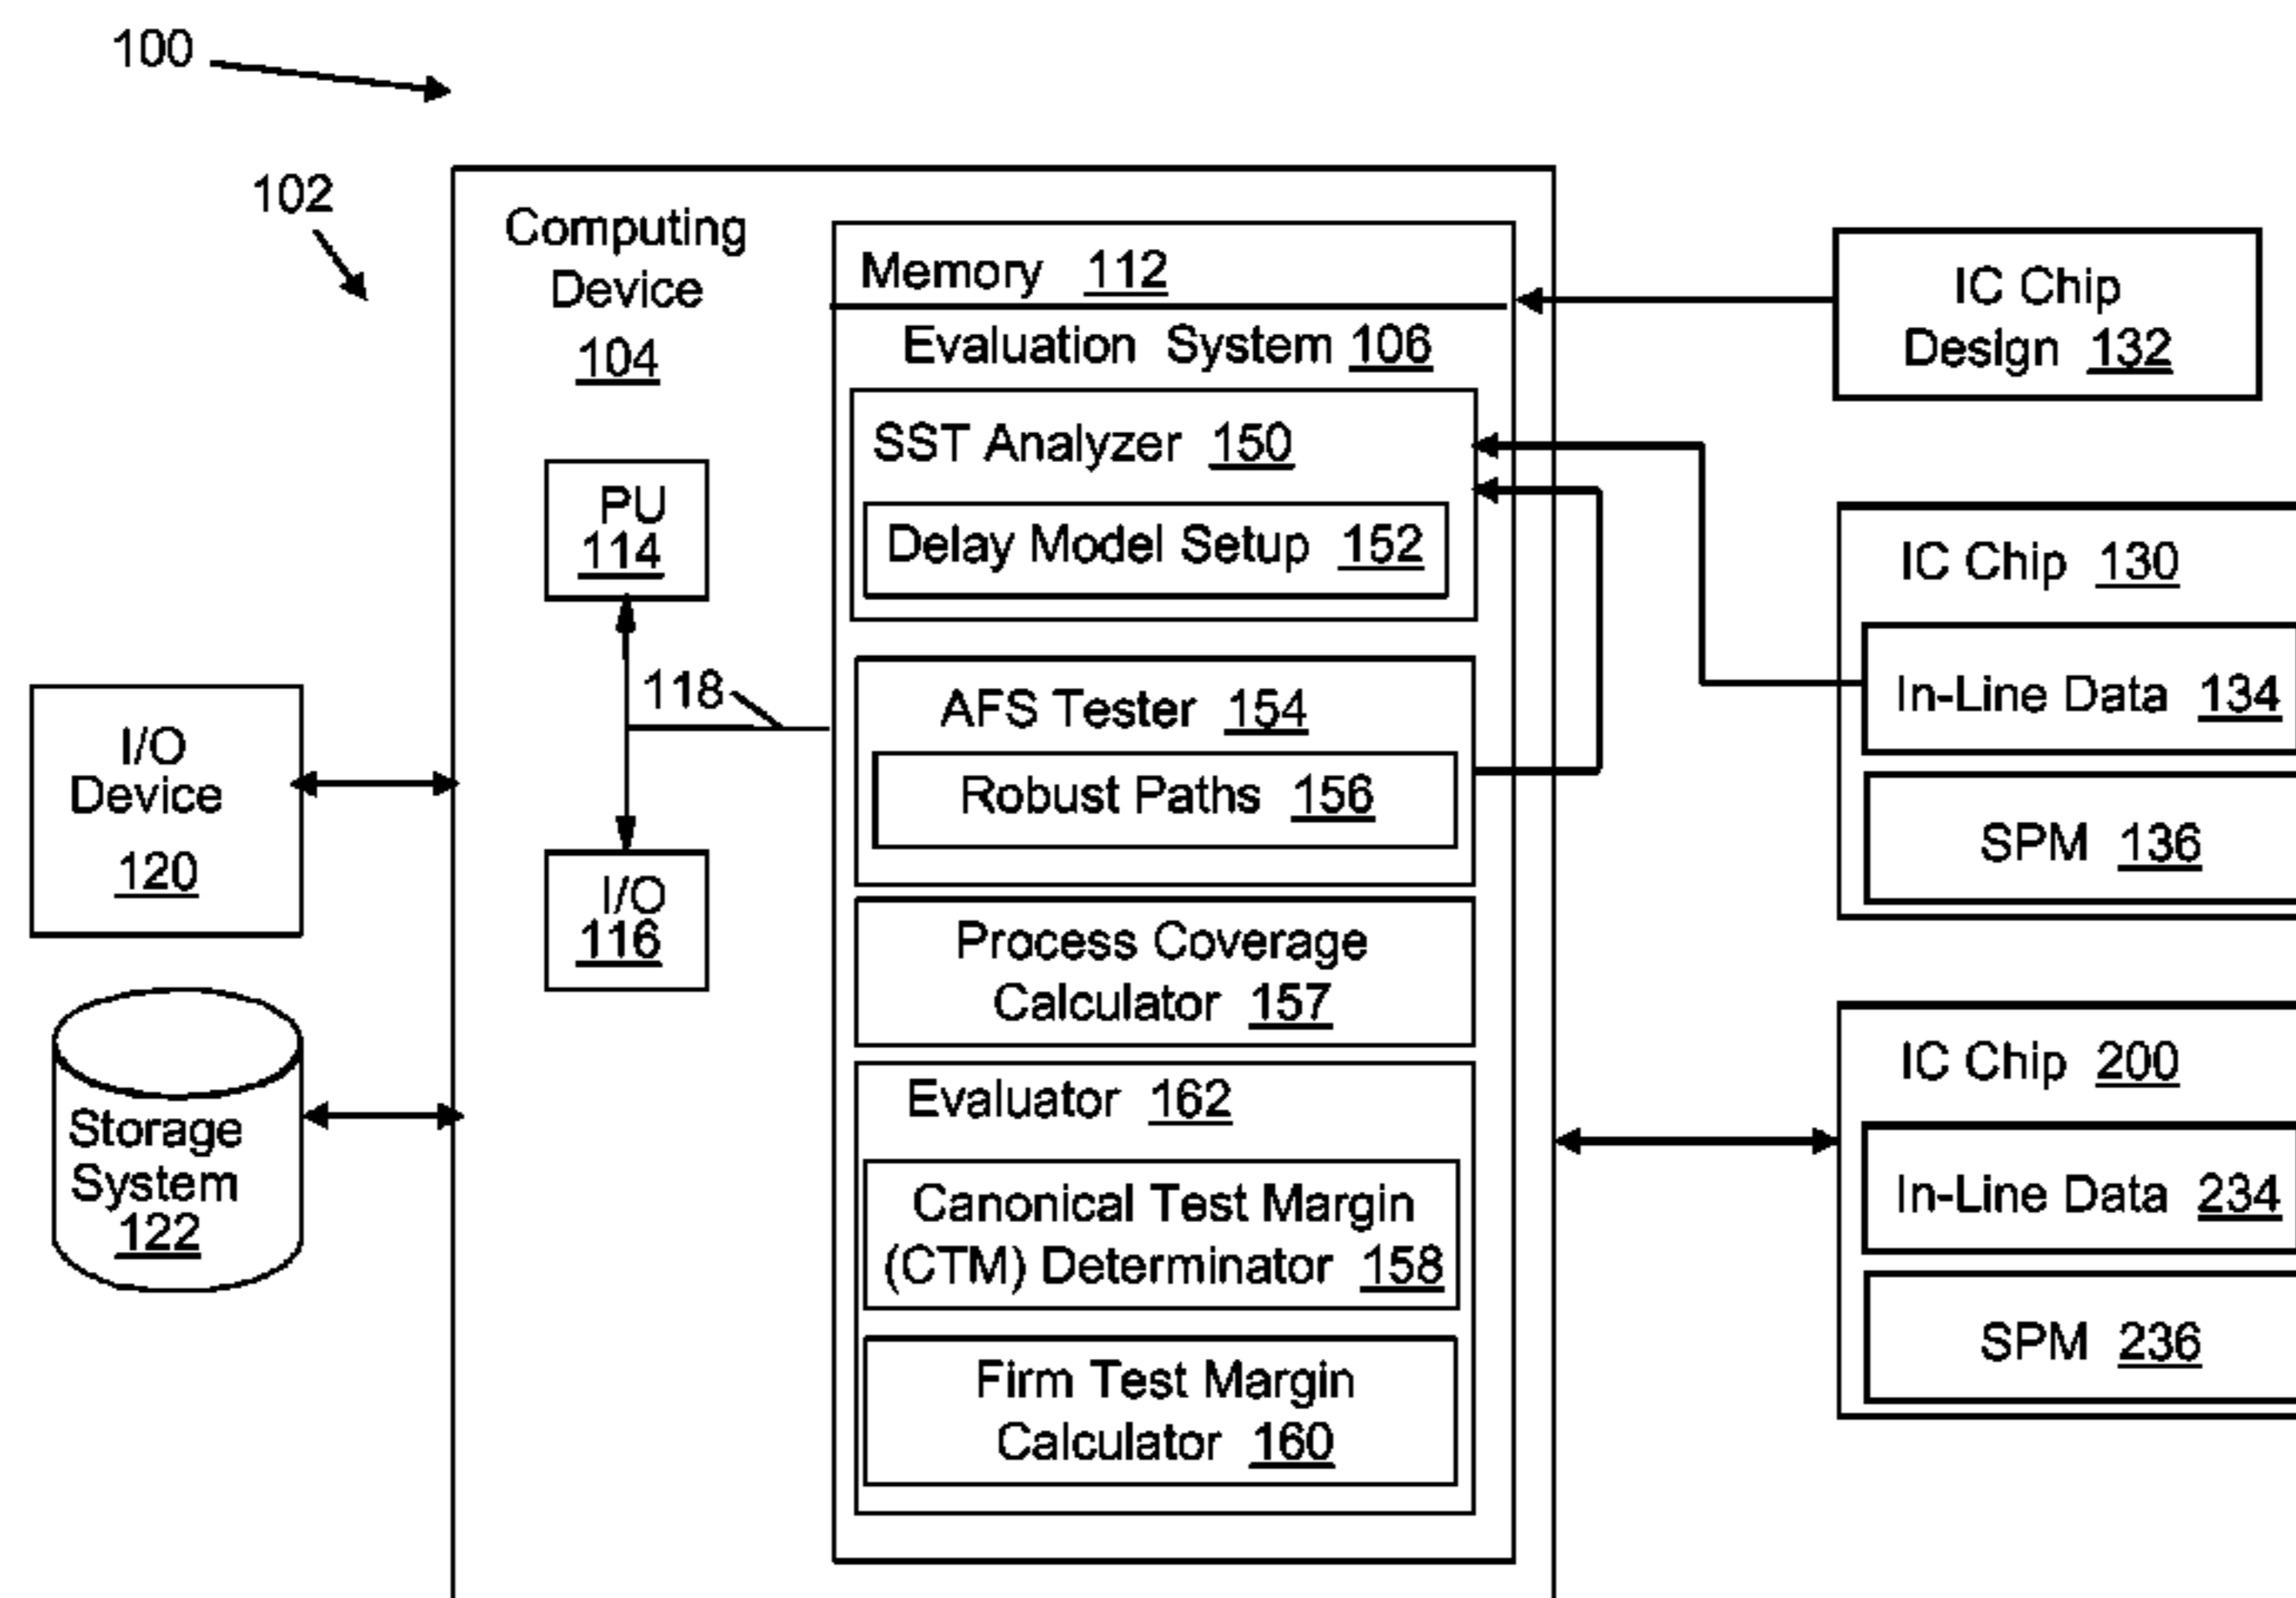 100
102
Computing
Device
104
Memory 112
Evaluation System 106
SST Analyzer 150
Delay Model Setup 152
PU
114
118
I/O
116
AFS Tester 154
Robust Paths 156
Process Coverage
Calculator 157
Evaluator 162
Canonical Test Margin
(CTM) Determinator 158
Firm Test Margin
Calculator 160
I/O
Device
120
Storage
System
122
IC Chip
Design 132
IC Chip 130
In-Line Data 134
SPM 136
IC Chip 200
In-Line Data 234
SPM 236